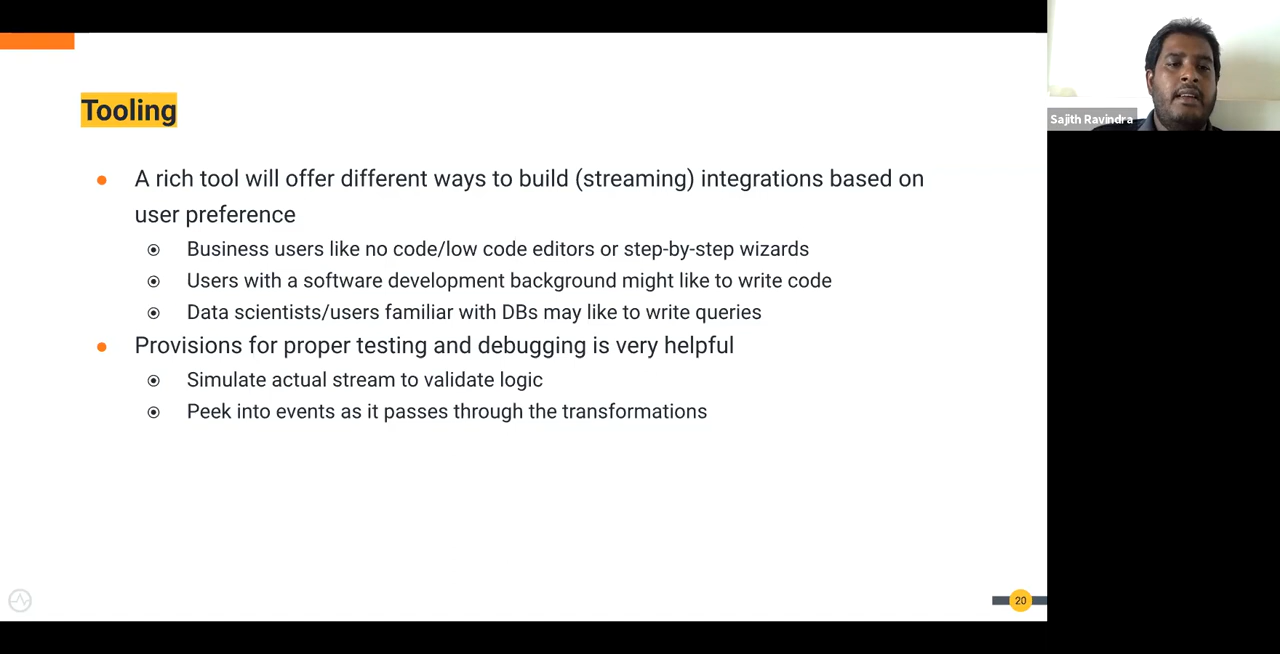 Tooling
A rich tool will offer different ways to build (streaming) integrations based on
user preference
Business users like no code/low code editors or step-by-step wizards
Users with a software development background might like to write code
Data scientists/users familiar with DBs may like to write queries
Provisions for proper testing and debugging is very helpful
Simulate actual stream to validate logic
Peek into events as it passes through the transformations
20
Sajith Ravindra